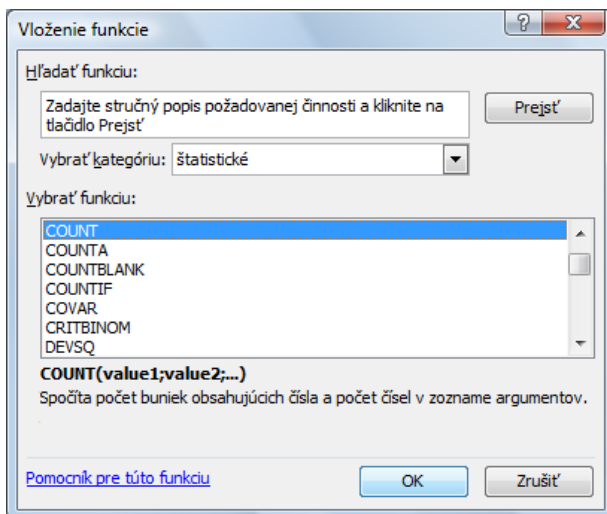 Vloženie funkcie
Hľadať funkciu:
Zadajte stručný popis požadovanej činnosti a kliknite na
tlačidlo Prejsť
Prejsť
Vybrať kategóriu: štatistické
Vybrať funkciu:
COUNT
COUNTA
COUNTBLANK
COUNTIF
COVAR
CRITBINOM
DEVSQ
COUNT(value1;value2;...)
Spočíta počet buniek obsahujúcich čísla a počet čísel v zozname argumentov.
Pomocník pre túto funkciu
OK
Zrušiť